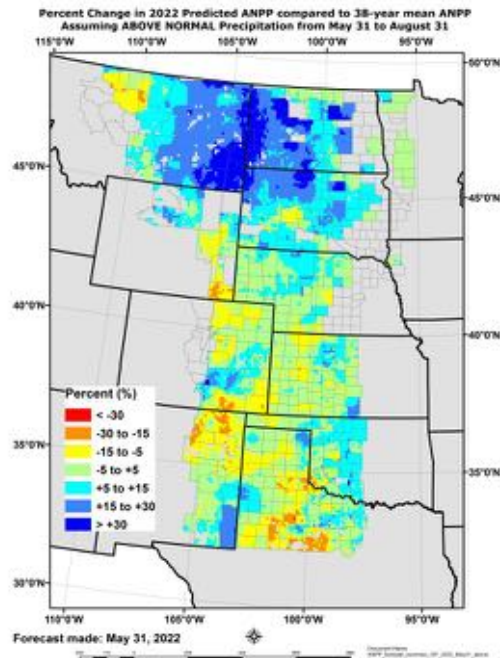 Percent Change in 2022 Predicted ANPP compared to 38-year mean ANPP
Assuming ABOVE NORMAL Precipitation from May 31 to August 31
115°0'W 110°0'W 105°0'W 100°0'W 95°0'W
50°0'N
45°0'N 45°0'N
40°0'N 40°0'N
35°0'N 35°0'N
30°0'N 30°0'N
Percent (%)
< -30
-30 to -15
-15 to -5
-5 to +5
+5 to +15
+15 to +30
> +30
110°0'W 105°0'W 100°0'W 95°0'W
Forecast made: May 31, 2022
Document Name: